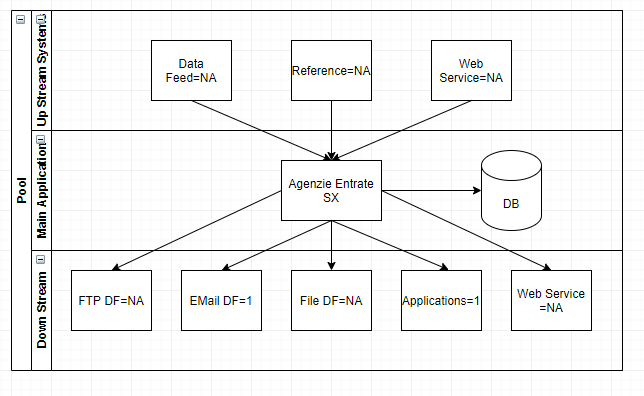 Pool
Up Stream System
Data
Feed=NA
Reference=NA
Web
Service=NA
Main Application
Agenzie Entrate
SX
DB
Down Stream
FTP DF=NA
EMail DF=1
File DF=NA
Applications=1
Web Service
=NA